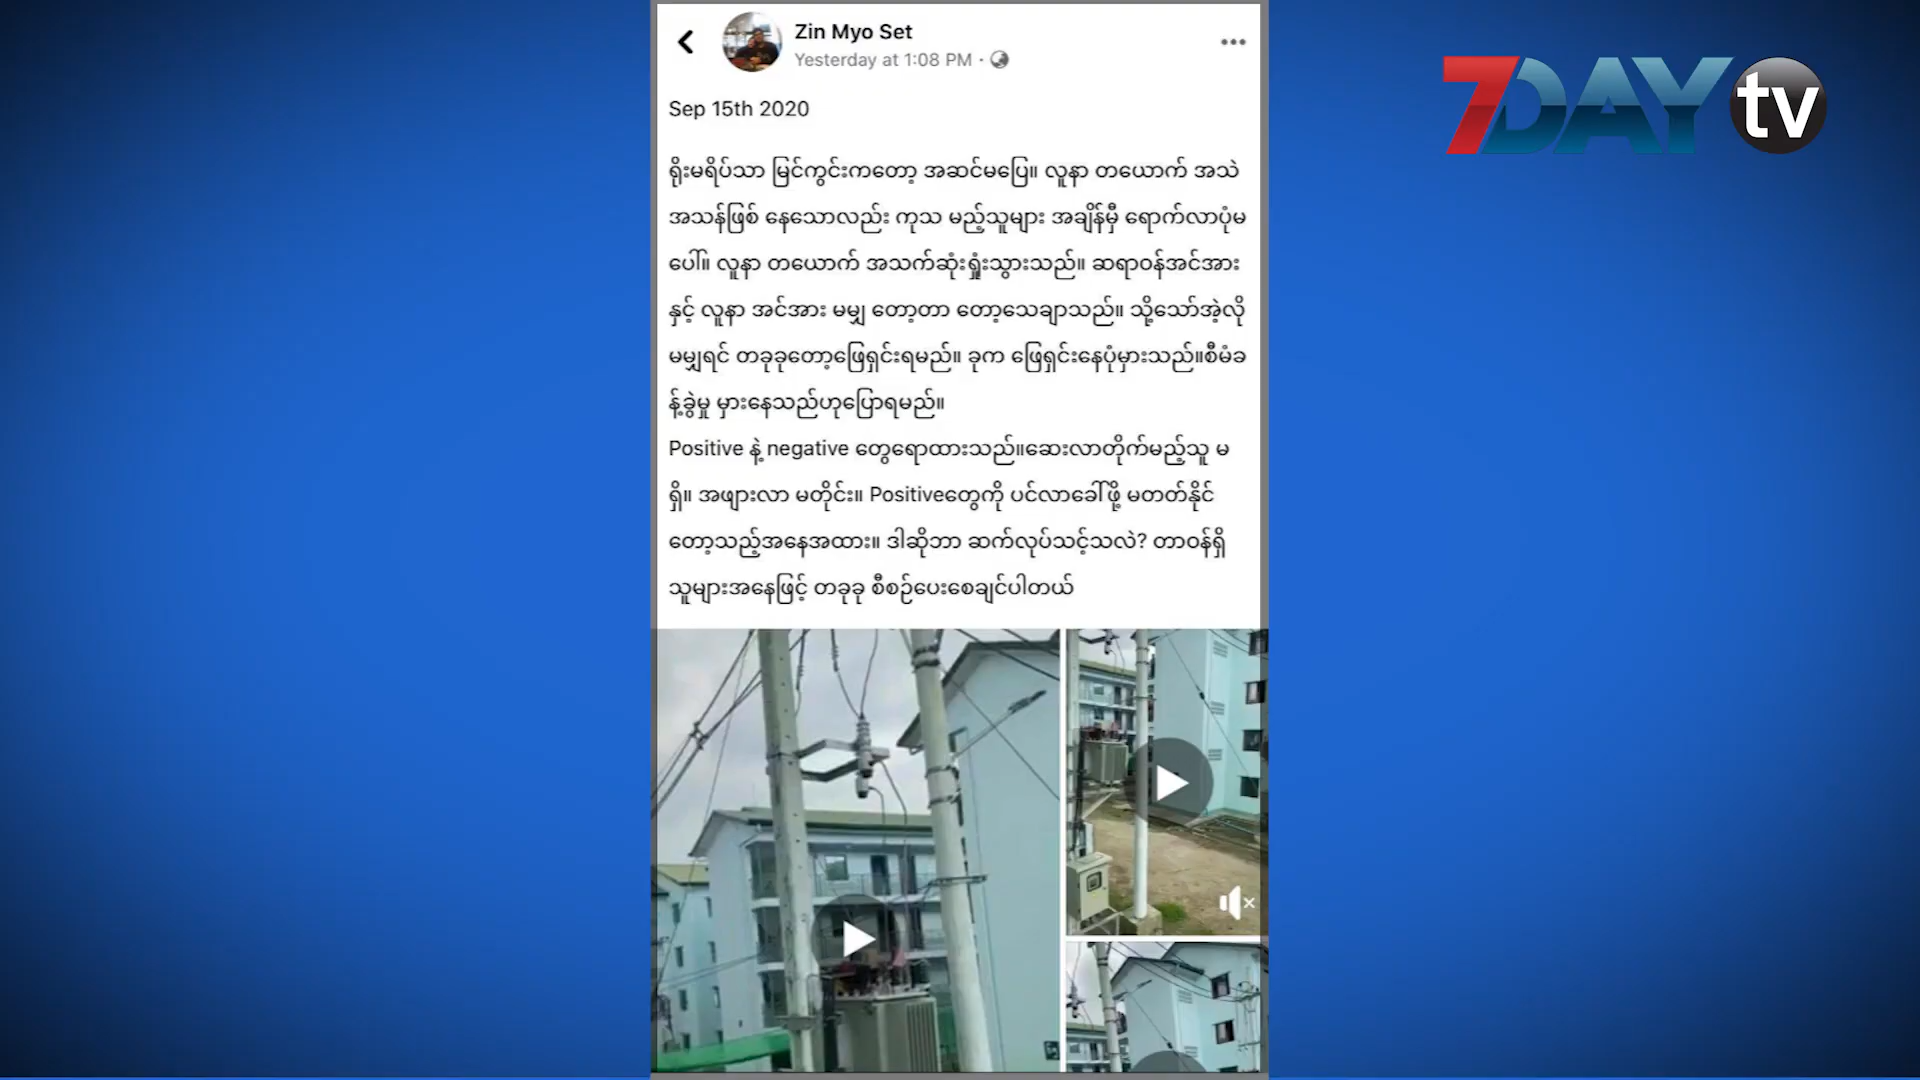 Zin Myo Set
Yesterday at 1:08 PM ·
7DAY tv
Sep 15th 2020
ရိုးမရိပ်သာ မြင်ကွင်းကတော့ အဆင်မပြေ။ လူနာ တယောက် အသဲ
အသန်ဖြစ် နေသောလည်း ကုသ မည့်သူများ အချိန်မှီ ရောက်လာပုံမ
ပေါ်။ လူနာ တယောက် အသက်ဆုံးရှုံးသွားသည်။ ဆရာဝန်အင်အား
နှင့် လူနာ အင်အား မမျှ တော့တာ တော့သေချာသည်။ သို့သော်အဲ့လို
မမျှရင် တခုခုတော့ဖြေရှင်းရမည်။ ခုက ဖြေရှင်းနေပုံမှားသည်။စီမံခ
န့်ခွဲမှု မှားနေသည်ဟုပြောရမည်။
Positive နဲ့ negative တွေရောထားသည်။ဆေးလာတိုက်မည့်သူ မ
ရှိ။ အဖျားလာ မတိုင်း။ Positiveတွေကို ပင်လာခေါ်ဖို့ မတတ်နိုင်
တော့သည့်အနေအထား။ ဒါဆိုဘာ ဆက်လုပ်သင့်သလဲ? တာဝန်ရှိ
သူများအနေဖြင့် တခုခု စီစဉ်ပေးစေချင်ပါတယ်